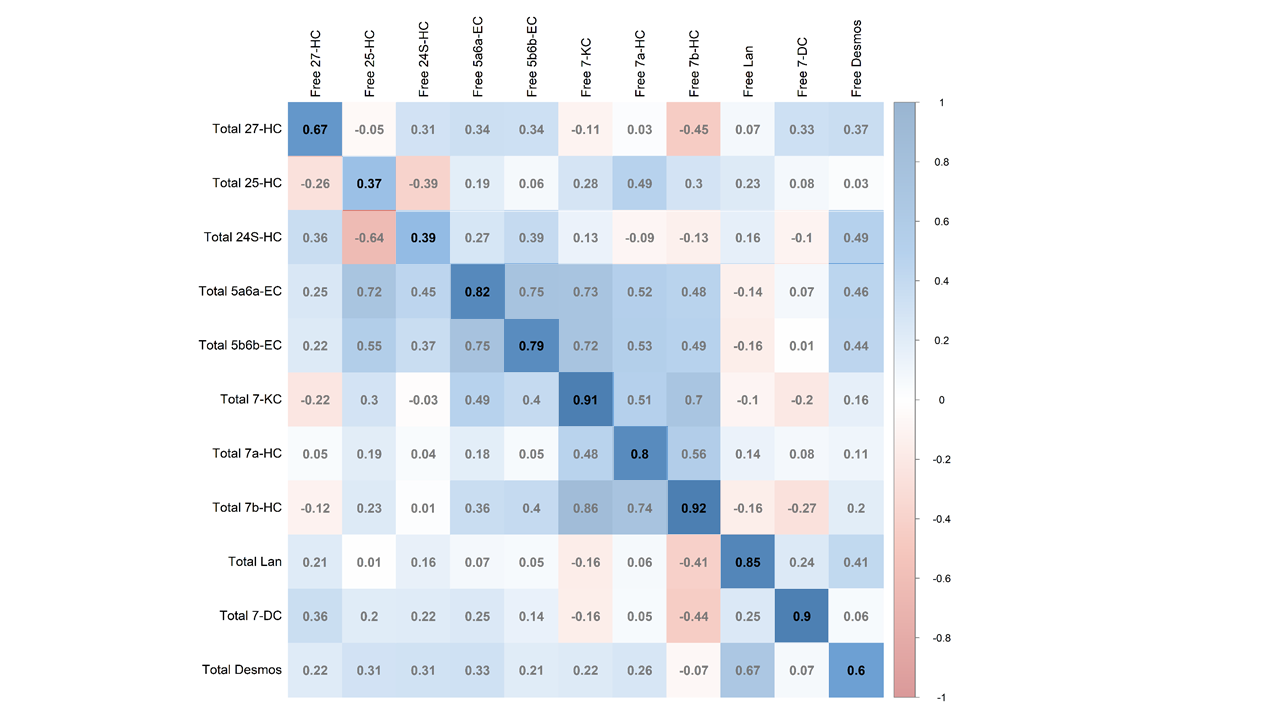 Free 27-HC Free 25-HC Free 24S-HC Free 5a6a-EC Free 5b6b-EC Free 7-KC Free 7a-HC Free 7b-HC Free Lan Free 7-DC Free Desmos
Total 27-HC 0.67 -0.05 0.31 0.34 0.34 -0.11 0.03 -0.45 0.07 0.33 0.37
Total 25-HC -0.26 0.37 -0.39 0.19 0.06 0.28 0.49 0.3 0.23 0.08 0.03
Total 24S-HC 0.36 -0.64 0.39 0.27 0.39 0.13 -0.09 -0.13 0.16 -0.1 0.49
Total 5a6a-EC 0.25 0.72 0.45 0.82 0.75 0.73 0.52 0.48 -0.14 0.07 0.46
Total 5b6b-EC 0.22 0.55 0.37 0.75 0.79 0.72 0.53 0.49 -0.16 0.01 0.44
Total 7-KC -0.22 0.3 -0.03 0.49 0.4 0.91 0.51 0.7 -0.1 -0.2 0.16
Total 7a-HC 0.05 0.19 0.04 0.18 0.05 0.48 0.8 0.56 0.14 0.08 0.11
Total 7b-HC -0.12 0.23 0.01 0.36 0.4 0.86 0.74 0.92 -0.16 -0.27 0.2
Total Lan 0.21 0.01 0.16 0.07 0.05 -0.16 0.06 -0.41 0.85 0.24 0.41
Total 7-DC 0.36 0.2 0.22 0.25 0.14 -0.16 0.05 -0.44 0.25 0.9 0.06
Total Desmos 0.22 0.31 0.31 0.33 0.21 0.22 0.26 -0.07 0.67 0.07 0.6
1
0.8
0.6
0.4
0.2
0
-0.2
-0.4
-0.6
-0.8
-1